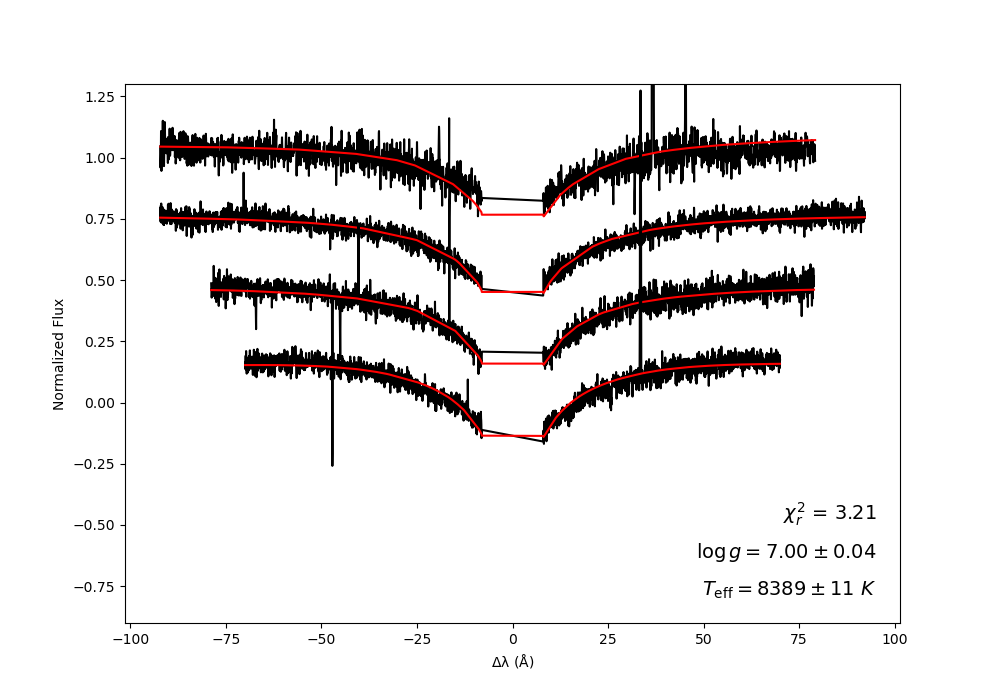 1.25
1.00
0.75
0.50
0.25
0.00
−0.25
−0.50
−0.75
Normalized Flux
χ²ᵣ = 3.21
log g = 7.00 ± 0.04
T_eff = 8389 ± 11 K
−100 −75 −50 −25 0 25 50 75 100
Δλ (Å)